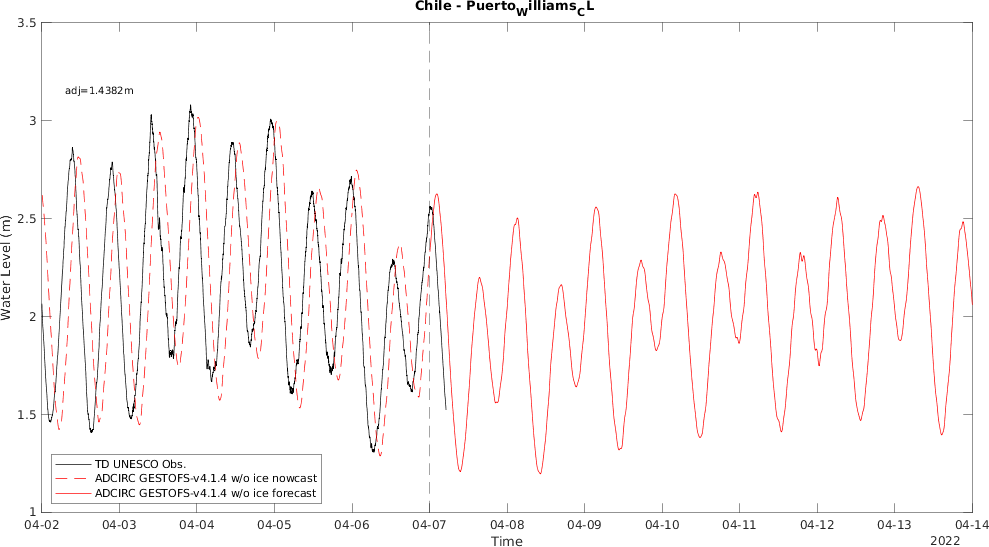 Chile - PuertoWilliamsCL
3.5
adj=1.4382m
3
2.5
Water Level (m)
2
1.5
TD UNESCO Obs.
ADCIRC GESTOFS-v4.1.4 w/o ice nowcast
ADCIRC GESTOFS-v4.1.4 w/o ice forecast
1
04-02 04-03 04-04 04-05 04-06 04-07 04-08 04-09 04-10 04-11 04-12 04-13 04-14
Time
2022